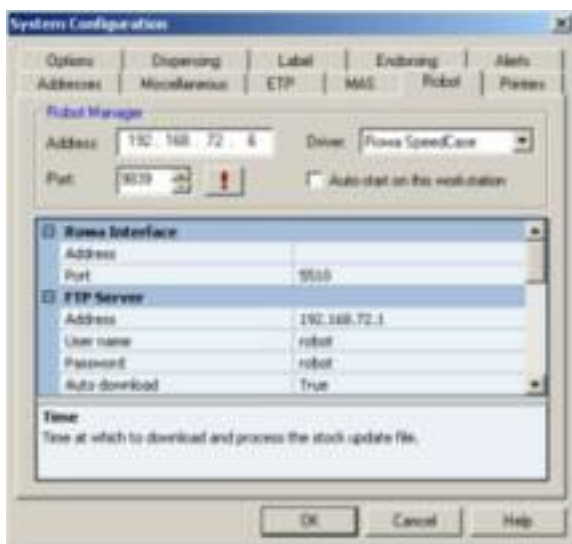 System Configuration
Options Dispensing Label Endorsing Alerts
Addresses Miscellaneous ETP MAS Robot Printers
Robot Manager
Address: 192 . 168 . 72 . 6 Driver: Rowa SpeedCase
Port: 9839 ! Auto-start on this workstation
Rowa Interface
Address
Port 5510
FTP Server
Address 192.168.72.1
User name robot
Password robot
Auto download True
Time
Time at which to download and process the stock update file.
OK Cancel Help